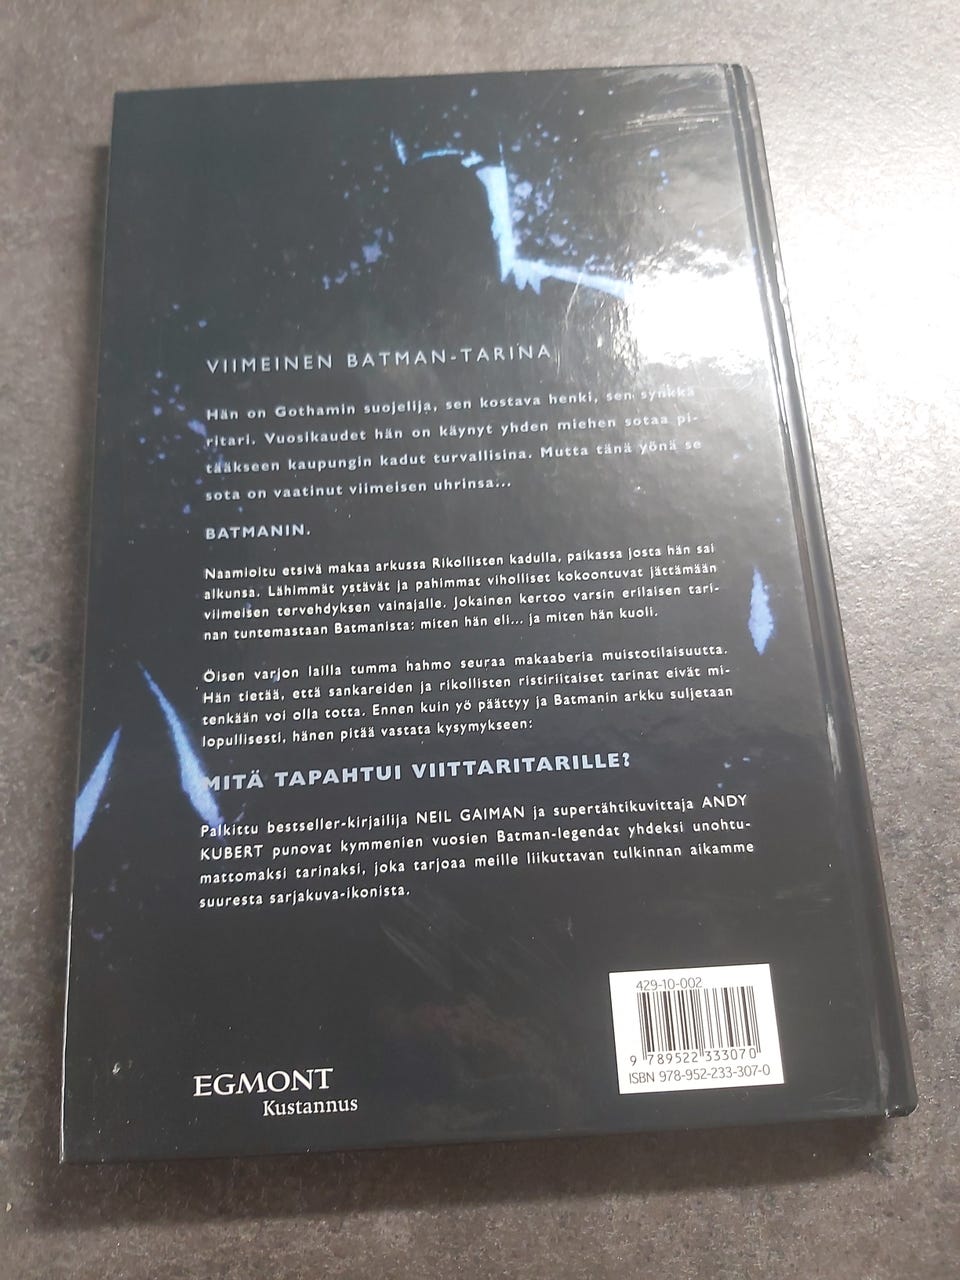 VIIMEINEN BATMAN-TARINA
Hän on Gothamin suojelija, sen kostava henki, sen synkkä
ritari. Vuosikaudet hän on käynyt yhden miehen sotaa pi-
tääkseen kaupungin kadut turvallisina. Mutta tänä yönä se
sota on vaatinut viimeisen uhrinsa...
BATMANIN.
Naamioitu etsivä makaa arkussa Rikollisten kadulla, paikassa josta hän sai
alkunsa. Lähimmät ystävät ja pahimmat viholliset kokoontuvat jättämään
viimeisen tervehdyksen vainajalle. Jokainen kertoo varsin erilaisen tari-
nan tuntemastaan Batmanista: miten hän eli... ja miten hän kuoli.
Öisen varjon lailla tumma hahmo seuraa makaaberia muistotilaisuutta.
Hän tietää, että sankareiden ja rikollisten ristiriitaiset tarinat eivät mi-
tenkään voi olla totta. Ennen kuin yö päättyy ja Batmanin arkku suljetaan
lopullisesti, hänen pitää vastata kysymykseen:
MITÄ TAPAHTUI VIITTARITARILLE?
Palkittu bestseller-kirjailija NEIL GAIMAN ja supertähtikuvittaja ANDY
KUBERT punovat kymmenien vuosien Batman-legendat yhdeksi unohtu-
mattomaksi tarinaksi, joka tarjoaa meille liikuttavan tulkinnan aikamme
suuresta sarjakuva-ikonista.
429-10-002
9 789522 333070
ISBN 978-952-233-307-0
EGMONT
Kustannus